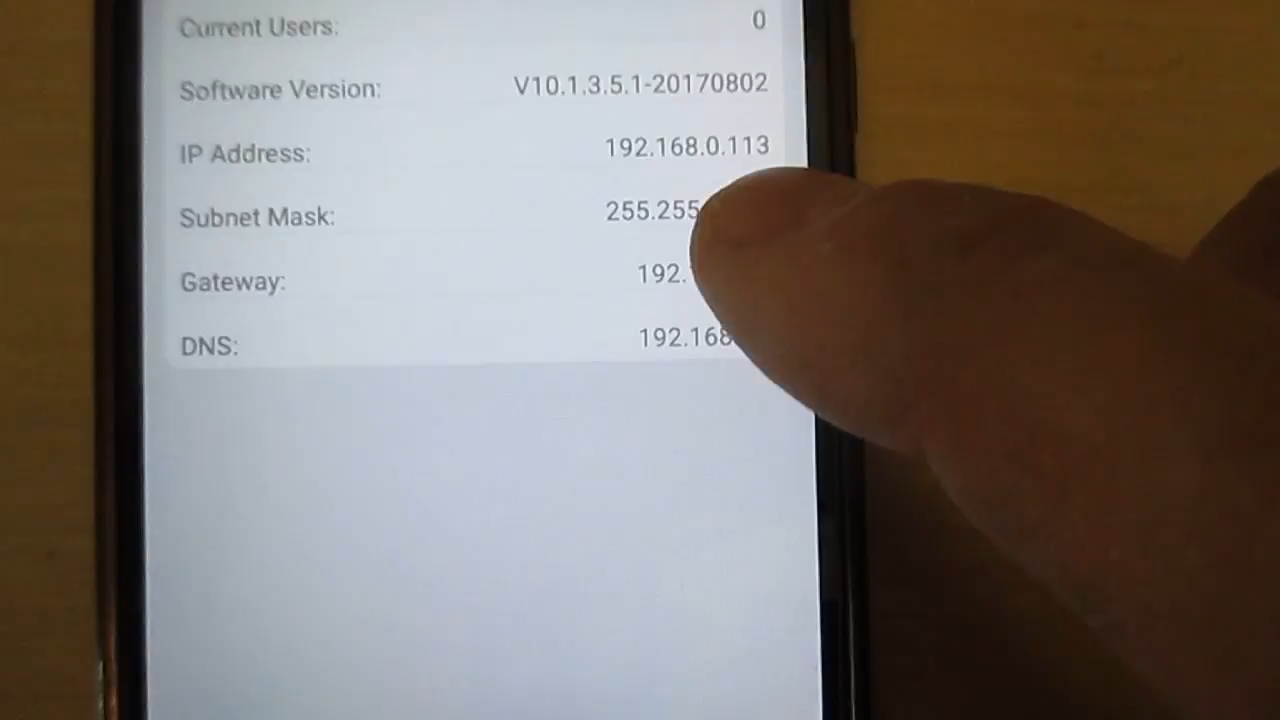 Current Users: 0
Software Version: V10.1.3.5.1-20170802
IP Address: 192.168.0.113
Subnet Mask: 255.255
Gateway: 192.
DNS: 192.168